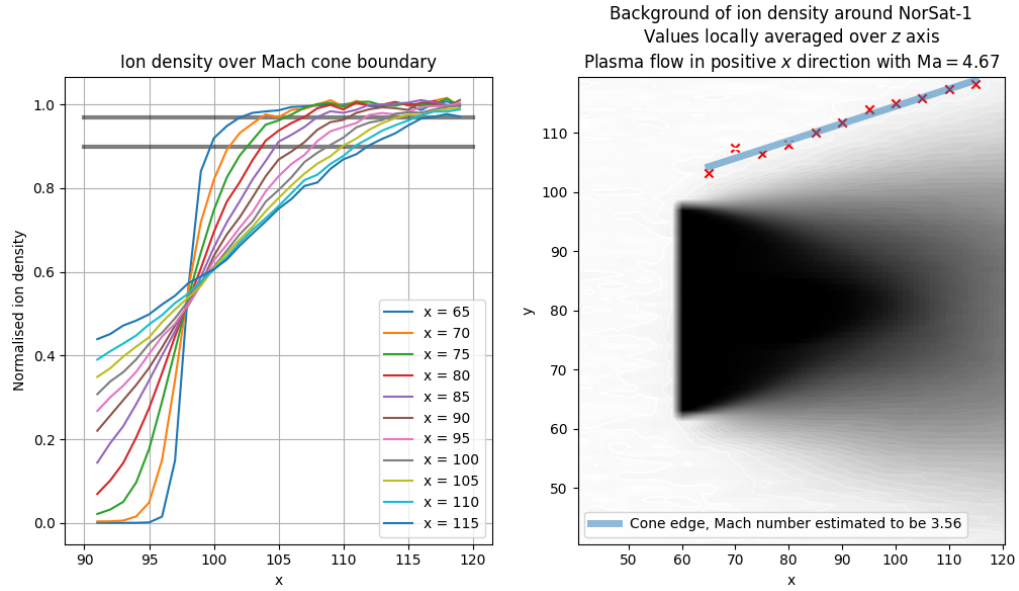 Ion density over Mach cone boundary
Normalised ion density
1.0
0.8
0.6
0.4
0.2
0.0
90
95
100
105
110
115
120
x
x = 65
x = 70
x = 75
x = 80
x = 85
x = 90
x = 95
x = 100
x = 105
x = 110
x = 115
Background of ion density around NorSat-1
Values locally averaged over z axis
Plasma flow in positive x direction with Ma = 4.67
y
110
100
90
80
70
60
50
50
60
70
80
90
100
110
120
x
Cone edge, Mach number estimated to be 3.56